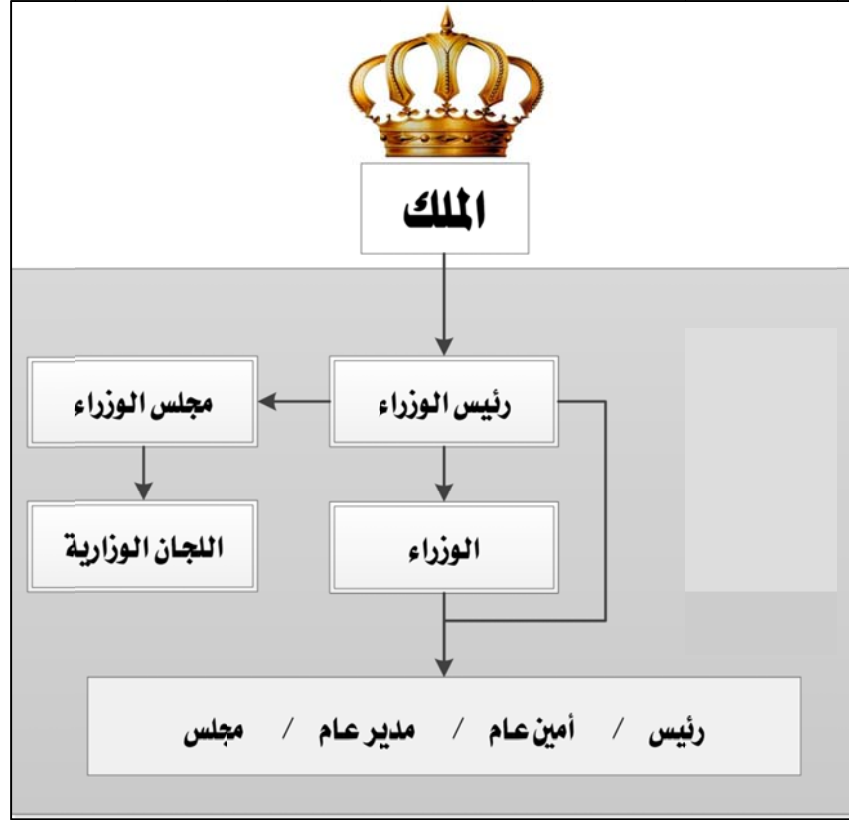 الملك
رئيس الوزراء
مجلس الوزراء
الوزراء
اللجان الوزارية
رئيس / أمين عام / مدير عام / مجلس